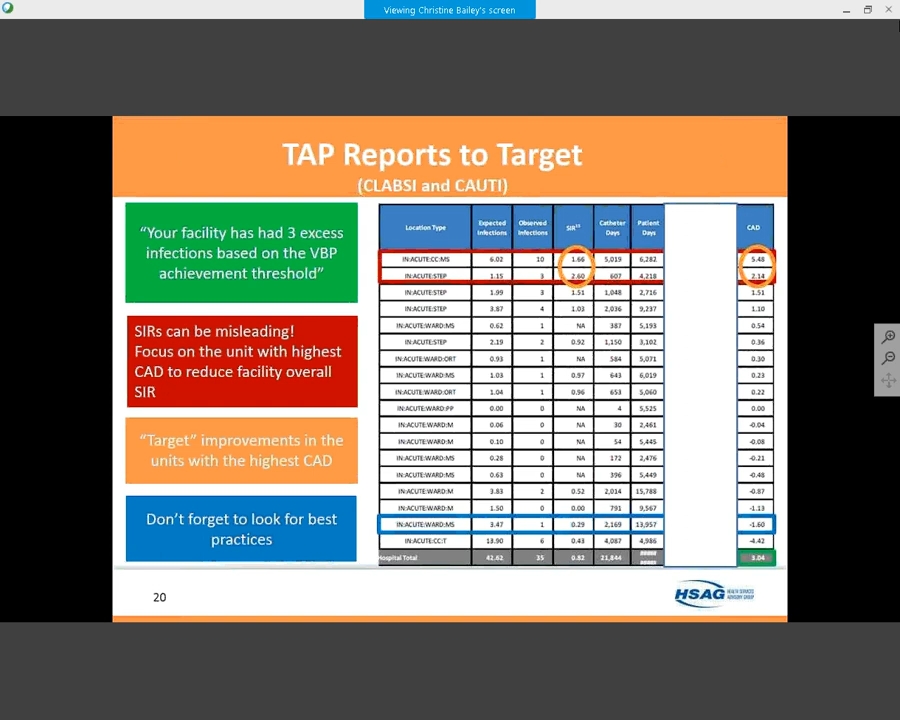 Viewing Christine Bailey's screen
TAP Reports to Target
(CLABSI and CAUTI)
“Your facility has had 3 excess
infections based on the VBP
achievement threshold”
SIRs can be misleading!
Focus on the unit with highest
CAD to reduce facility overall
SIR
“Target” improvements in the
units with the highest CAD
Don’t forget to look for best
practices
Location Type Expected Infections Observed Infections SIR Catheter Days Patient Days CAD
IN:ACUTE:CC:MS 6.02 10 1.66 5,019 6,282 5.48
IN:ACUTE:STEP 1.15 3 2.60 607 4,218 2.14
IN:ACUTE:STEP 1.99 3 1.51 1,048 2,716 1.51
IN:ACUTE:STEP 3.87 4 1.03 2,036 9,237 1.10
IN:ACUTE:WARD:MS 0.62 1 NA 387 5,193 0.54
IN:ACUTE:STEP 2.19 2 0.92 1,150 3,102 0.36
IN:ACUTE:WARD:ORT 0.93 1 NA 584 5,071 0.30
IN:ACUTE:WARD:MS 1.03 1 0.97 643 6,019 0.23
IN:ACUTE:WARD:ORT 1.04 1 0.96 653 5,060 0.22
IN:ACUTE:WARD:PP 0.00 0 NA 4 5,525 0.00
IN:ACUTE:WARD:M 0.06 0 NA 30 2,461 -0.04
IN:ACUTE:WARD:M 0.10 0 NA 54 5,445 -0.08
IN:ACUTE:WARD:MS 0.28 0 NA 172 2,476 -0.21
IN:ACUTE:WARD:MS 0.63 0 NA 396 5,449 -0.48
IN:ACUTE:WARD:M 3.83 2 0.52 2,014 15,788 -0.87
IN:ACUTE:WARD:M 1.50 0 0.00 791 9,567 -1.13
IN:ACUTE:WARD:MS 3.47 1 0.29 2,169 13,957 -1.60
IN:ACUTE:CC:T 13.90 6 0.43 4,087 4,986 -4.42
Hospital Total 42.62 35 0.82 21,844 3.04
20
HSAG HEALTH SERVICES
ADVISORY GROUP